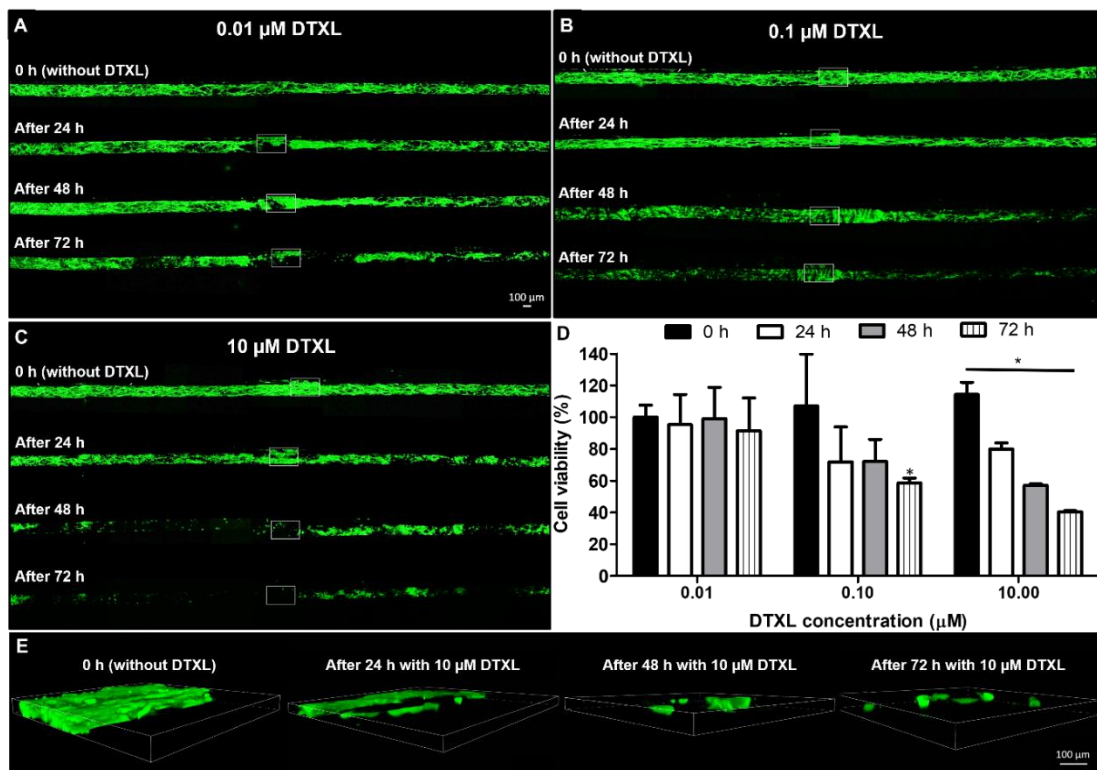 A
0.01 µM DTXL
0 h (without DTXL)
After 24 h
After 48 h
After 72 h
100 µm
B
0.1 µM DTXL
0 h (without DTXL)
After 24 h
After 48 h
After 72 h
100 µm
C
10 µM DTXL
0 h (without DTXL)
After 24 h
After 48 h
After 72 h
D
0 h 24 h 48 h 72 h
140
120
100
80
60
40
20
0
Cell viability (%)
*
*
0.01 0.10 10.00
DTXL concentration (µM)
E
0 h (without DTXL) After 24 h with 10 µM DTXL After 48 h with 10 µM DTXL After 72 h with 10 µM DTXL
100 µm